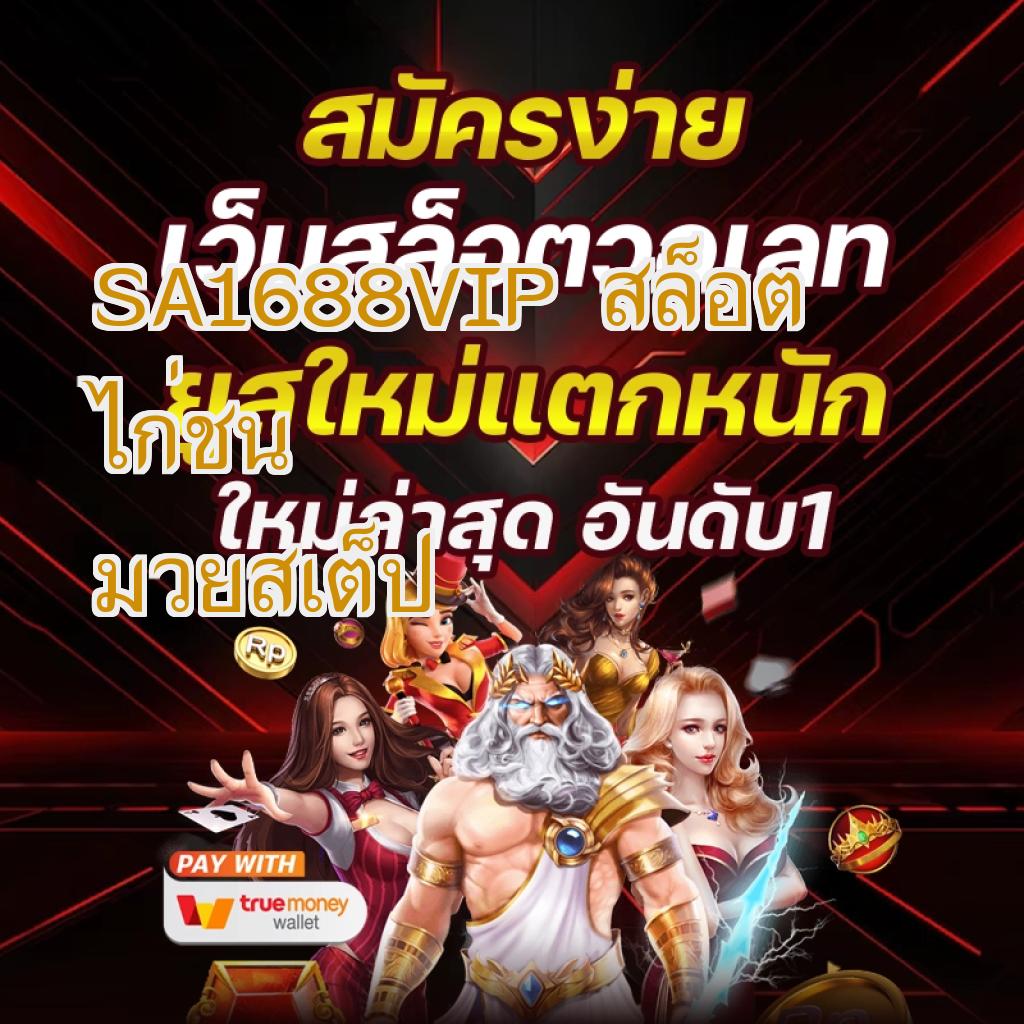 สมัครง่าย
เว็บสล็อตวอเลท
SA1688VIP สล็อต
ใหม่แตกหนัก
ไก่ชน
ใหม่ล่าสุด อันดับ1
มวยสเต็ป
Rp
PAY WITH
truemoney
wallet